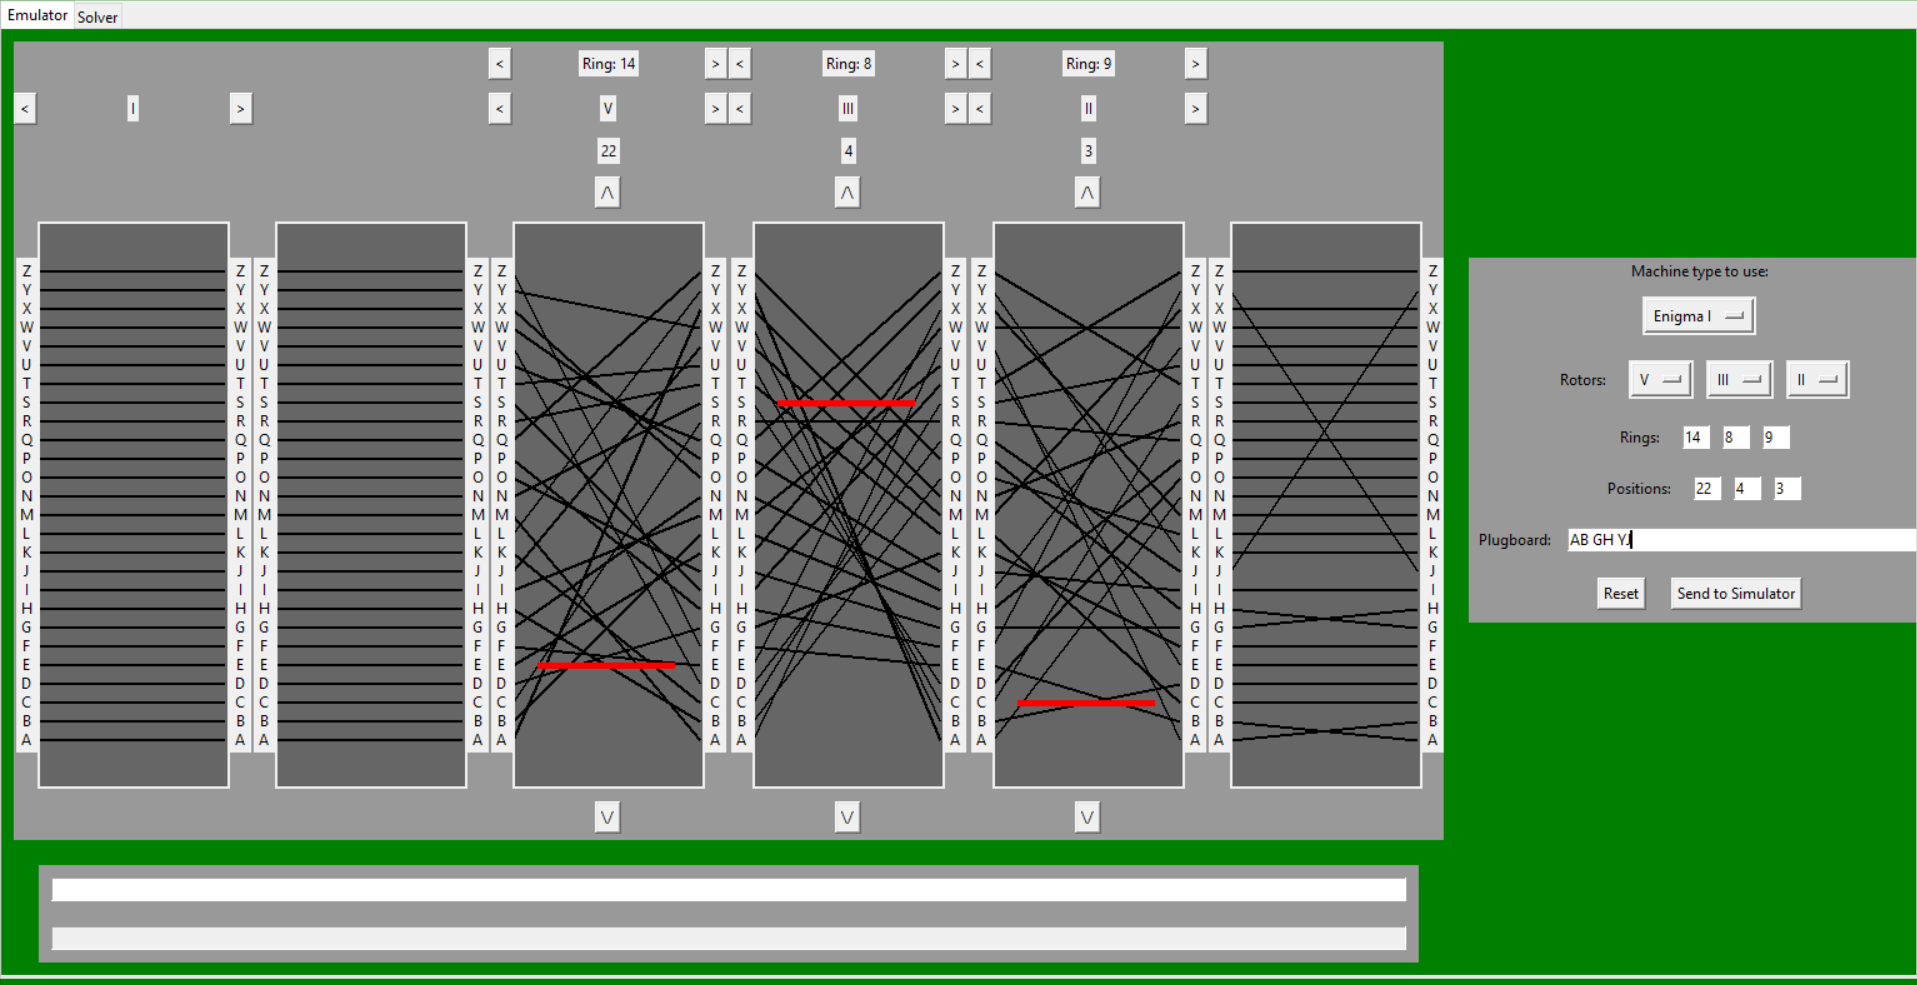 Emulator Solver
< Ring: 14 > < Ring: 8 > < Ring: 9 >
< I > < V > < III > < II >
22 4 3
/\ /\ /\
Z Z Z Z Z Z Z Z Z Z Z Z
Y Y Y Y Y Y Y Y Y Y Y Y
X X X X X X X X X X X X
W W W W W W W W W W W W
V V V V V V V V V V V V
U U U U U U U U U U U U
T T T T T T T T T T T T
S S S S S S S S S S S S
R R R R R R R R R R R R
Q Q Q Q Q Q Q Q Q Q Q Q
P P P P P P P P P P P P
O O O O O O O O O O O O
N N N N N N N N N N N N
M M M M M M M M M M M M
L L L L L L L L L L L L
K K K K K K K K K K K K
J J J J J J J J J J J J
I I I I I I I I I I I I
H H H H H H H H H H H H
G G G G G G G G G G G G
F F F F F F F F F F F F
E E E E E E E E E E E E
D D D D D D D D D D D D
C C C C C C C C C C C C
B B B B B B B B B B B B
A A A A A A A A A A A A
\/ \/ \/
Machine type to use:
Enigma I
Rotors: V III II
Rings: 14 8 9
Positions: 22 4 3
Plugboard: AB GH YJ
Reset Send to Simulator